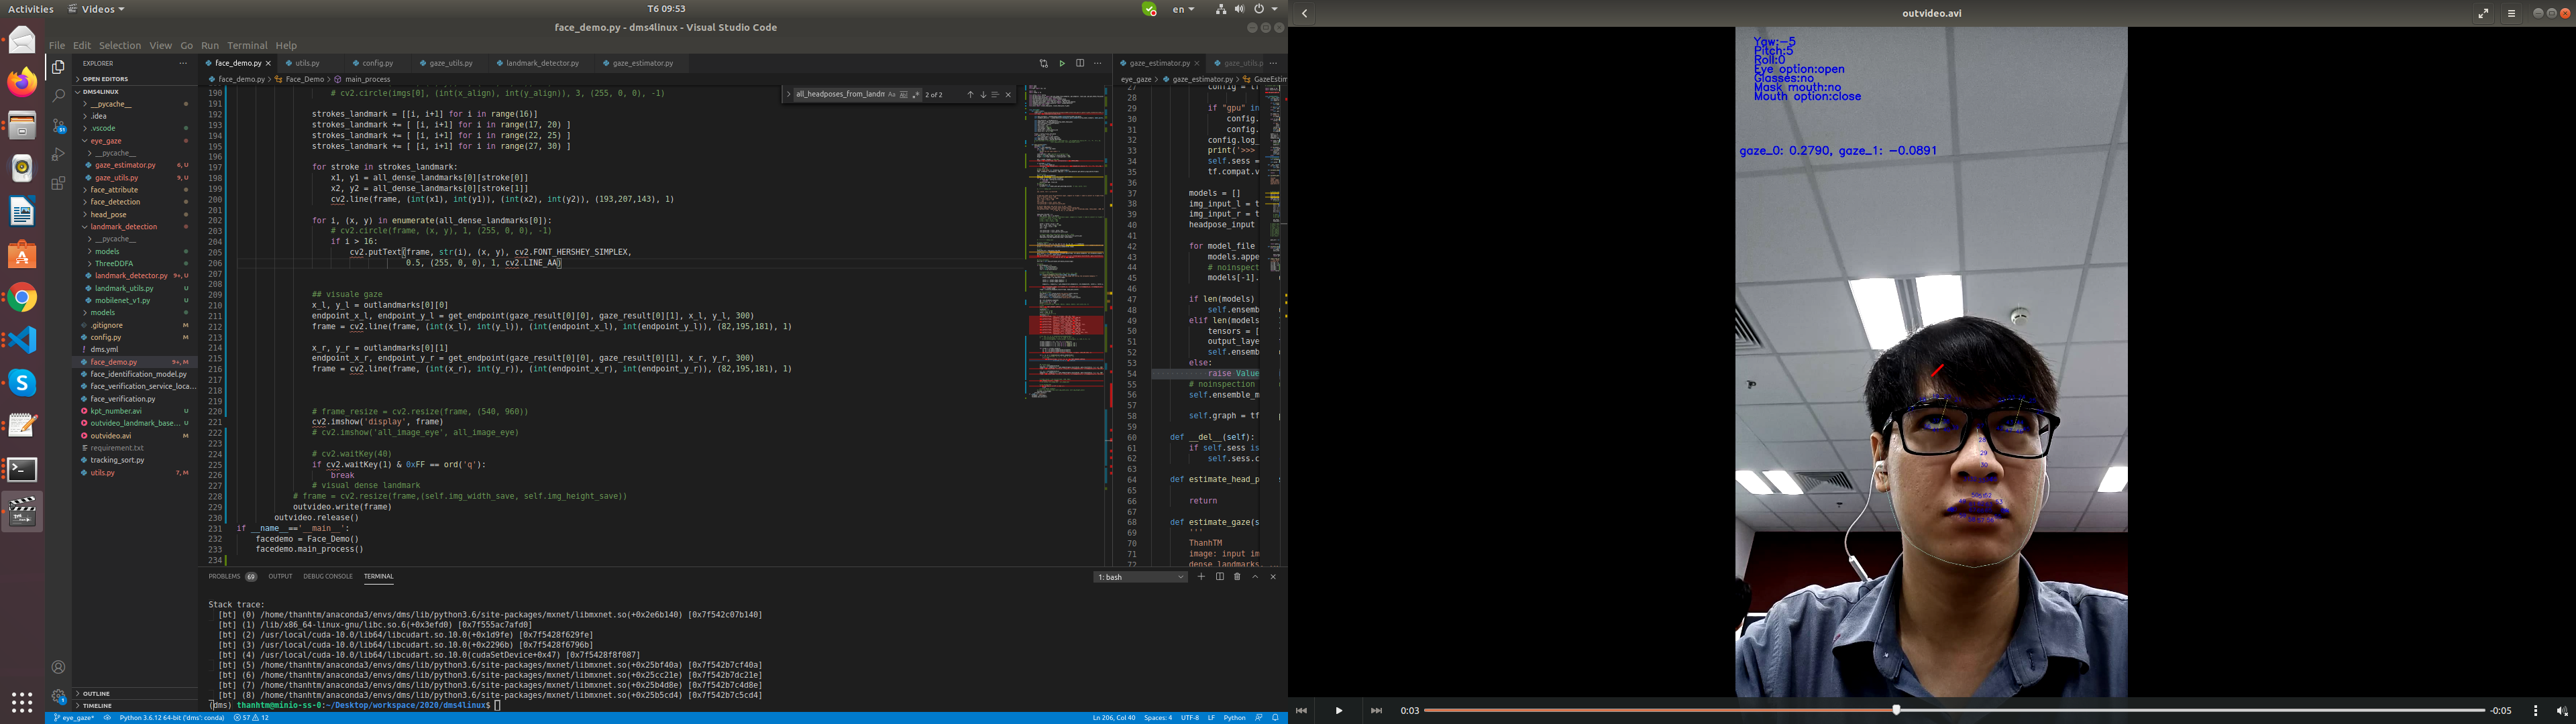 Activities
Videos
T6 09:53
en
face_demo.py - dms4linux - Visual Studio Code
File Edit Selection View Go Run Terminal Help
EXPLORER
OPEN EDITORS
DMS4LINUX
__pycache__
.idea
.vscode
eye_gaze
__pycache__
gaze_estimator.py 6, U
gaze_utils.py 9, U
face_attribute
face_detection
head_pose
landmark_detection
__pycache__
models
ThreeDDFA
landmark_detector.py 9+, U
landmark_utils.py U
mobilenet_v1.py U
models
.gitignore M
config.py M
dms.yml
face_demo.py 9+, M
face_identification_model.py
face_verification_service_loca...
face_verification.py
kpt_number.avi U
outvideo_landmark_base... U
outvideo.avi M
requirement.txt
tracking_sort.py
utils.py 7, M
OUTLINE
TIMELINE
face_demo.py utils.py config.py gaze_utils.py landmark_detector.py gaze_estimator.py
face_demo.py > Face_Demo > main_process
all_headposes_from_landm Aa 2 of 2
190 # cv2.circle(imgs[0], (int(x_align), int(y_align)), 3, (255, 0, 0), -1)
191
192 strokes_landmark = [[i, i+1] for i in range(16)]
193 strokes_landmark += [ [i, i+1] for i in range(17, 20) ]
194 strokes_landmark += [ [i, i+1] for i in range(22, 25) ]
195 strokes_landmark += [ [i, i+1] for i in range(27, 30) ]
196
197 for stroke in strokes_landmark:
198 x1, y1 = all_dense_landmarks[0][stroke[0]]
199 x2, y2 = all_dense_landmarks[0][stroke[1]]
200 cv2.line(frame, (int(x1), int(y1)), (int(x2), int(y2)), (193,207,143), 1)
201
202 for i, (x, y) in enumerate(all_dense_landmarks[0]):
203 # cv2.circle(frame, (x, y), 1, (255, 0, 0), -1)
204 if i > 16:
205 cv2.putText(frame, str(i), (x, y), cv2.FONT_HERSHEY_SIMPLEX,
206 0.5, (255, 0, 0), 1, cv2.LINE_AA)
207
208
209 ## visuale gaze
210 x_l, y_l = outlandmarks[0][0]
211 endpoint_x_l, endpoint_y_l = get_endpoint(gaze_result[0][0], gaze_result[0][1], x_l, y_l, 300)
212 frame = cv2.line(frame, (int(x_l), int(y_l)), (int(endpoint_x_l), int(endpoint_y_l)), (82,195,181), 1)
213
214 x_r, y_r = outlandmarks[0][1]
215 endpoint_x_r, endpoint_y_r = get_endpoint(gaze_result[0][0], gaze_result[0][1], x_r, y_r, 300)
216 frame = cv2.line(frame, (int(x_r), int(y_r)), (int(endpoint_x_r), int(endpoint_y_r)), (82,195,181), 1)
217
218
219
220 # frame_resize = cv2.resize(frame, (540, 960))
221 cv2.imshow('display', frame)
222 # cv2.imshow('all_image_eye', all_image_eye)
223
224 # cv2.waitKey(40)
225 if cv2.waitKey(1) & 0xFF == ord('q'):
226 break
227 # visual dense landmark
228 # frame = cv2.resize(frame,(self.img_width_save, self.img_height_save))
229 outvideo.write(frame)
230 outvideo.release()
231 if __name__=='__main__':
232 facedemo = Face_Demo()
233 facedemo.main_process()
234
gaze_estimator.py gaze_utils.p
eye_gaze > gaze_estimator.py > GazeEstim
27 config = t
28
29 if "gpu" in
30 config.
31 config.
32 config.log_
33 print('>>>
34 self.sess =
35 tf.compat.v
36
37 models = []
38 img_input_l = t
39 img_input_r = t
40 headpose_input
41
42 for model_file
43 models.appe
44 # noinspect
45 models[-1].
46
47 if len(models)
48 self.ensemb
49 elif len(models
50 tensors = [
51 output_laye
52 self.ensemb
53 else:
54 raise Value
55 # noinspection
56 self.ensemble_m
57
58 self.graph = tf
59
60 def __del__(self):
61 if self.sess is
62 self.sess.c
63
64 def estimate_head_p
65
66 return
67
68 def estimate_gaze(s
69 '''
70 ThanhTM
71 image: input im
72 dense_landmarks
PROBLEMS 69 OUTPUT DEBUG CONSOLE TERMINAL
1: bash
Stack trace:
[bt] (0) /home/thanhtm/anaconda3/envs/dms/lib/python3.6/site-packages/mxnet/libmxnet.so(+0x2e6b140) [0x7f542c07b140]
[bt] (1) /lib/x86_64-linux-gnu/libc.so.6(+0x3efd0) [0x7f555ac7afd0]
[bt] (2) /usr/local/cuda-10.0/lib64/libcudart.so.10.0(+0x1d9fe) [0x7f5428f629fe]
[bt] (3) /usr/local/cuda-10.0/lib64/libcudart.so.10.0(+0x2296b) [0x7f5428f6796b]
[bt] (4) /usr/local/cuda-10.0/lib64/libcudart.so.10.0(cudaSetDevice+0x47) [0x7f5428f8f087]
[bt] (5) /home/thanhtm/anaconda3/envs/dms/lib/python3.6/site-packages/mxnet/libmxnet.so(+0x25bf40a) [0x7f542b7cf40a]
[bt] (6) /home/thanhtm/anaconda3/envs/dms/lib/python3.6/site-packages/mxnet/libmxnet.so(+0x25cc21e) [0x7f542b7dc21e]
[bt] (7) /home/thanhtm/anaconda3/envs/dms/lib/python3.6/site-packages/mxnet/libmxnet.so(+0x25b4d8e) [0x7f542b7c4d8e]
[bt] (8) /home/thanhtm/anaconda3/envs/dms/lib/python3.6/site-packages/mxnet/libmxnet.so(+0x25b5cd4) [0x7f542b7c5cd4]
(dms) thanhtm@minio-ss-0:~/Desktop/workspace/2020/dms4linux$
eye_gaze* Python 3.6.12 64-bit ('dms': conda) 57 12
Ln 206, Col 40 Spaces: 4 UTF-8 LF Python
outvideo.avi
Yaw:-5
Pitch:5
Roll:0
Eye option:open
Glasses:no
Mask mouth:no
Mouth option:close
gaze_0: 0.2790, gaze_1: -0.0891
28
29
30
0:03
-0:05